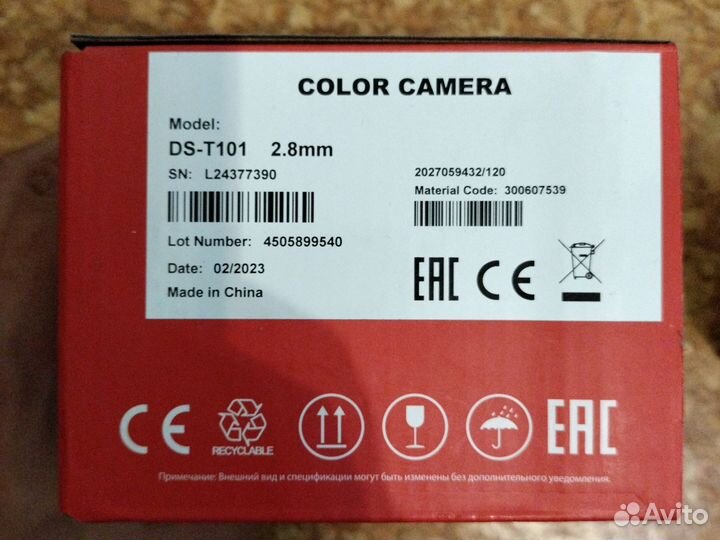 COLOR CAMERA
Model:
DS-T101 2.8mm
SN: L24377390
2027059432/120
Material Code: 300607539
Lot Number: 4505899540
Date: 02/2023
Made in China
EAC CE
CE
RECYCLABLE
EAC
Примечание: Внешний вид и спецификации могут быть изменены без дополнительного уведомления.
Avito